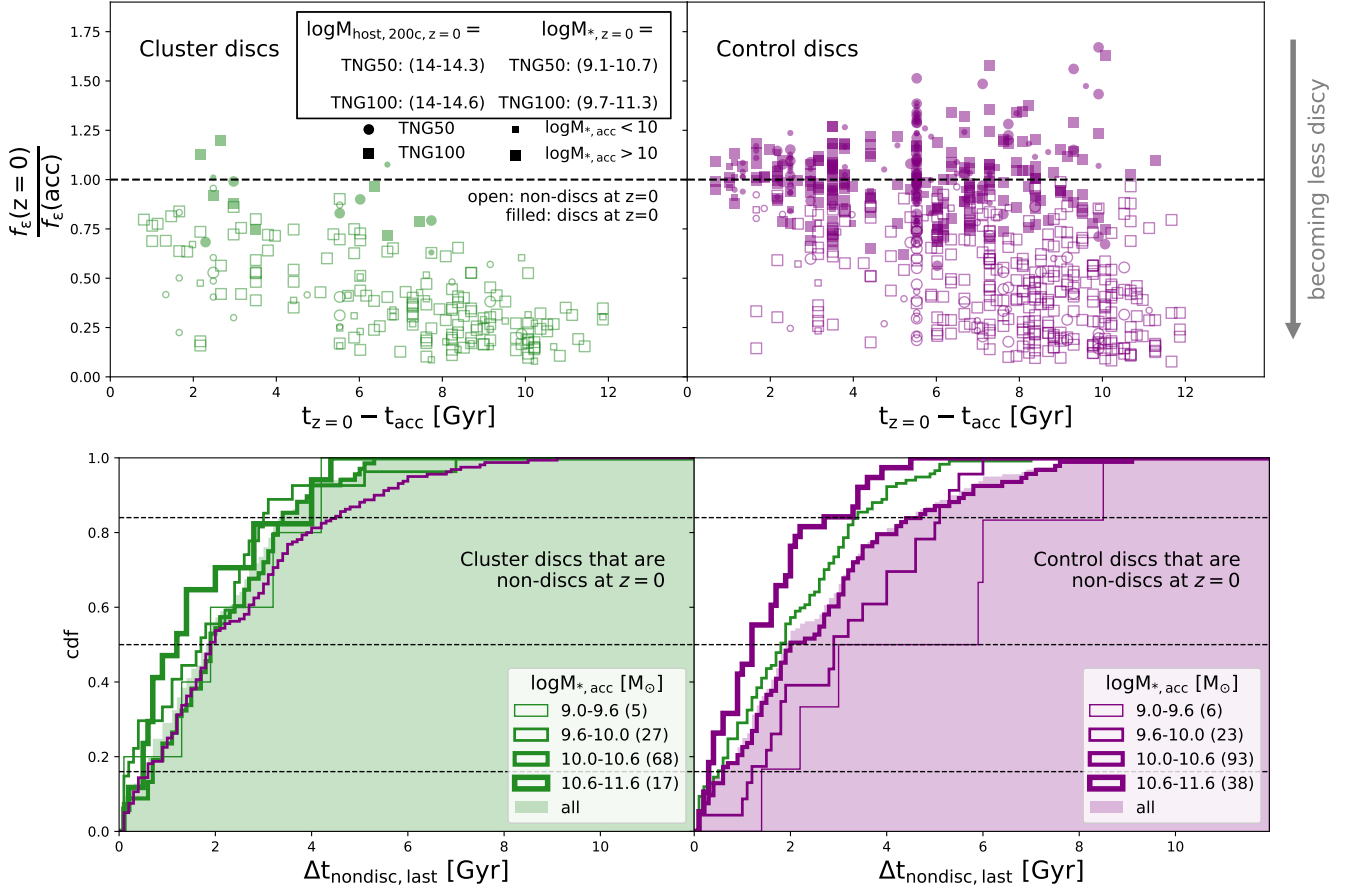 Cluster discs
logM_host, 200c, z = 0 = logM_*, z = 0 =
TNG50: (14-14.3) TNG50: (9.1-10.7)
TNG100: (14-14.6) TNG100: (9.7-11.3)
TNG50 logM_*, acc < 10
TNG100 logM_*, acc > 10
open: non-discs at z=0
filled: discs at z=0
Control discs
becoming less discy
f_ε(z = 0)
f_ε(acc)
1.75
1.50
1.25
1.00
0.75
0.50
0.25
0.00
0 2 4 6 8 10 12
2 4 6 8 10 12
t_z = 0 − t_acc [Gyr]
t_z = 0 − t_acc [Gyr]
cdf
1.0
0.8
0.6
0.4
0.2
0.0
Cluster discs that are
non-discs at z = 0
logM_*, acc [M_⊙]
9.0-9.6 (5)
9.6-10.0 (27)
10.0-10.6 (68)
10.6-11.6 (17)
all
Control discs that are
non-discs at z = 0
logM_*, acc [M_⊙]
9.0-9.6 (6)
9.6-10.0 (23)
10.0-10.6 (93)
10.6-11.6 (38)
all
0 2 4 6 8 10
0 2 4 6 8 10
Δt_nondisc, last [Gyr]
Δt_nondisc, last [Gyr]